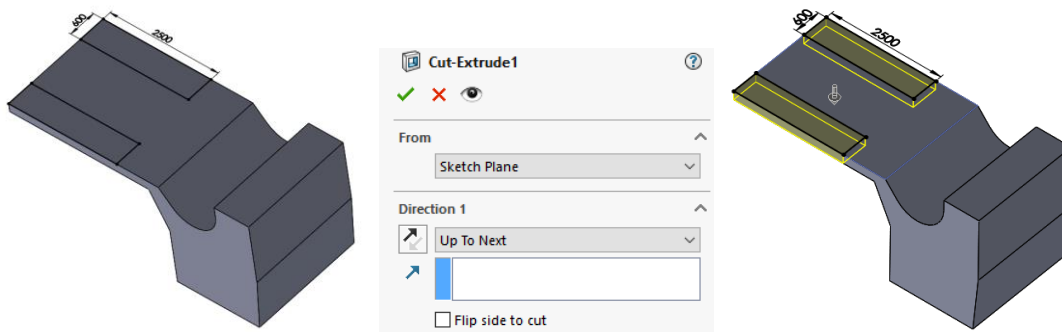 600
2500
Cut-Extrude1
?
From
Sketch Plane
Direction 1
Up To Next
Flip side to cut
600
2500